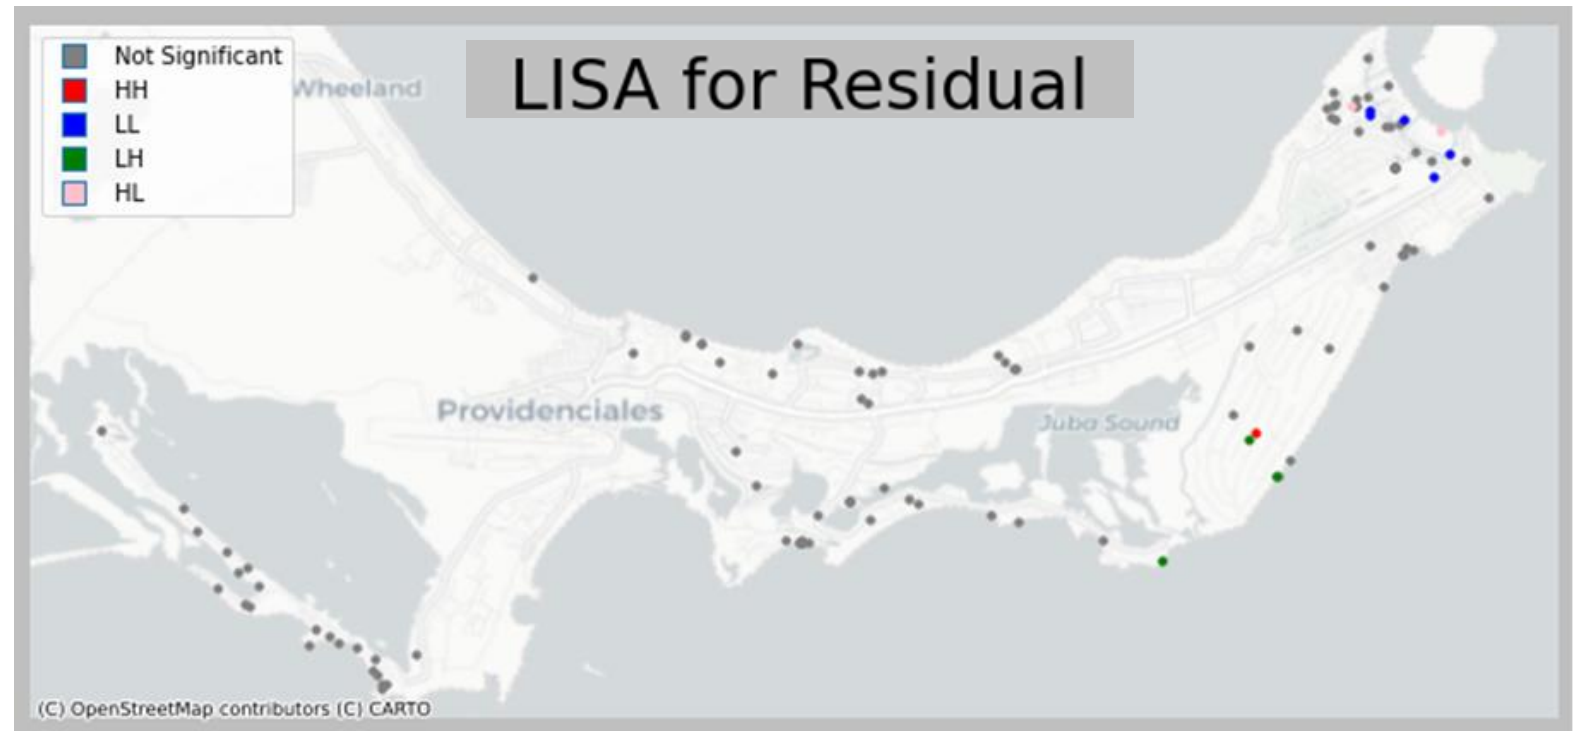 LISA for Residual
Not Significant
HH
LL
LH
HL
Wheeland
Providenciales
Juba Sound
(C) OpenStreetMap contributors (C) CARTO